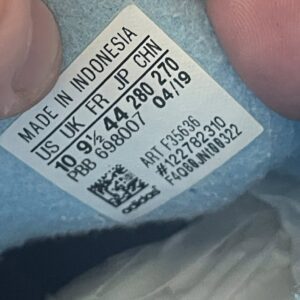 MADE IN INDONESIA
US UK FR JP CHN
10 9½ 44 280 270
PBB 698007 04/19
ART F35636
#122782310
adidas